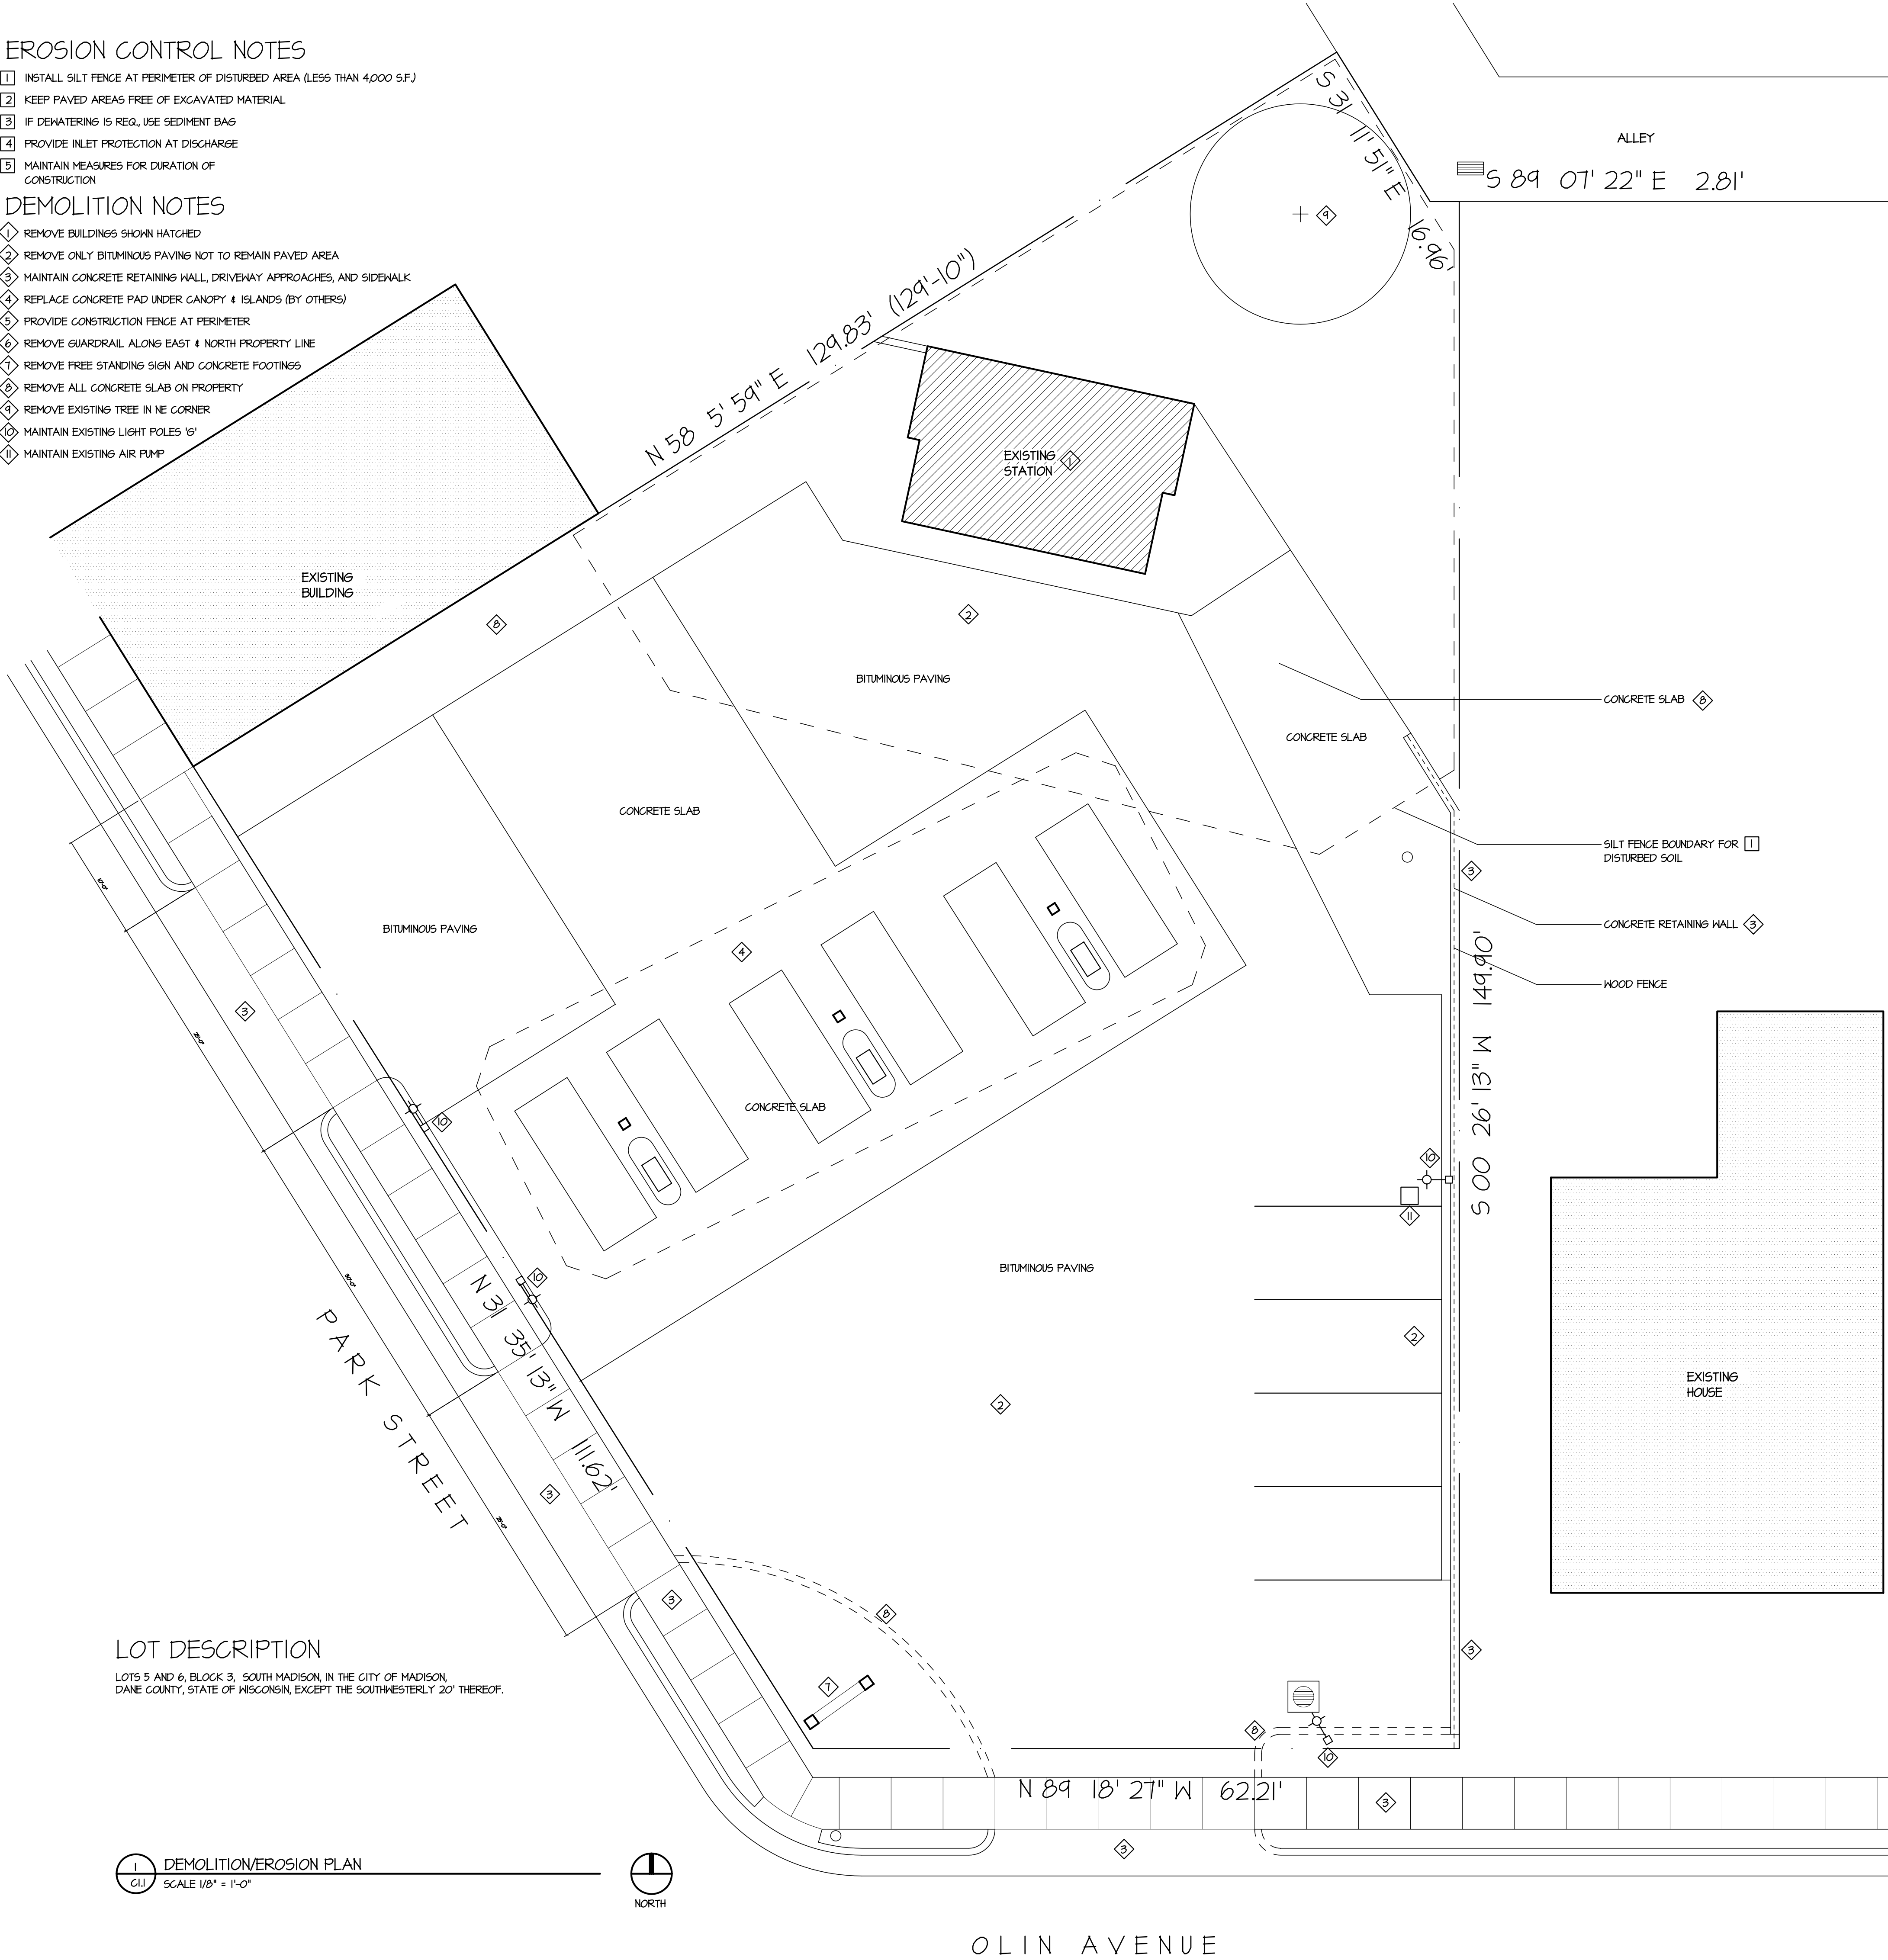 EROSION CONTROL NOTES
1 INSTALL SILT FENCE AT PERIMETER OF DISTURBED AREA (LESS THAN 4,000 S.F.)
2 KEEP PAVED AREAS FREE OF EXCAVATED MATERIAL
3 IF DEWATERING IS REQ., USE SEDIMENT BAG
4 PROVIDE INLET PROTECTION AT DISCHARGE
5 MAINTAIN MEASURES FOR DURATION OF
CONSTRUCTION
DEMOLITION NOTES
1 REMOVE BUILDINGS SHOWN HATCHED
2 REMOVE ONLY BITUMINOUS PAVING NOT TO REMAIN PAVED AREA
3 MAINTAIN CONCRETE RETAINING WALL, DRIVEWAY APPROACHES, AND SIDEWALK
4 REPLACE CONCRETE PAD UNDER CANOPY & ISLANDS (BY OTHERS)
5 PROVIDE CONSTRUCTION FENCE AT PERIMETER
6 REMOVE GUARDRAIL ALONG EAST & NORTH PROPERTY LINE
7 REMOVE FREE STANDING SIGN AND CONCRETE FOOTINGS
8 REMOVE ALL CONCRETE SLAB ON PROPERTY
9 REMOVE EXISTING TREE IN NE CORNER
10 MAINTAIN EXISTING LIGHT POLES 'G'
11 MAINTAIN EXISTING AIR PUMP
ALLEY
S 89 07' 22" E 2.81'
S 31 11' 51" E 16.96'
9
N 58 5' 59" E 129.83' (129'-10")
EXISTING
STATION
1
EXISTING
BUILDING
8
2
BITUMINOUS PAVING
CONCRETE SLAB 8
CONCRETE SLAB
CONCRETE SLAB
SILT FENCE BOUNDARY FOR 1
DISTURBED SOIL
3
BITUMINOUS PAVING
CONCRETE RETAINING WALL 3
4
WOOD FENCE
3
S 00 26' 13" W 149.90'
CONCRETE SLAB
10
10
11
10
BITUMINOUS PAVING
N 31 35' 13" W 111.62'
PARK STREET
2
2
EXISTING
HOUSE
3
3
8
3
7
8
10
LOT DESCRIPTION
LOTS 5 AND 6, BLOCK 3, SOUTH MADISON, IN THE CITY OF MADISON,
DANE COUNTY, STATE OF WISCONSIN, EXCEPT THE SOUTHWESTERLY 20' THEREOF.
N 89 18' 27" W 62.21'
3
3
1
C1.1
DEMOLITION/EROSION PLAN
SCALE 1/8" = 1'-0"
NORTH
OLIN AVENUE